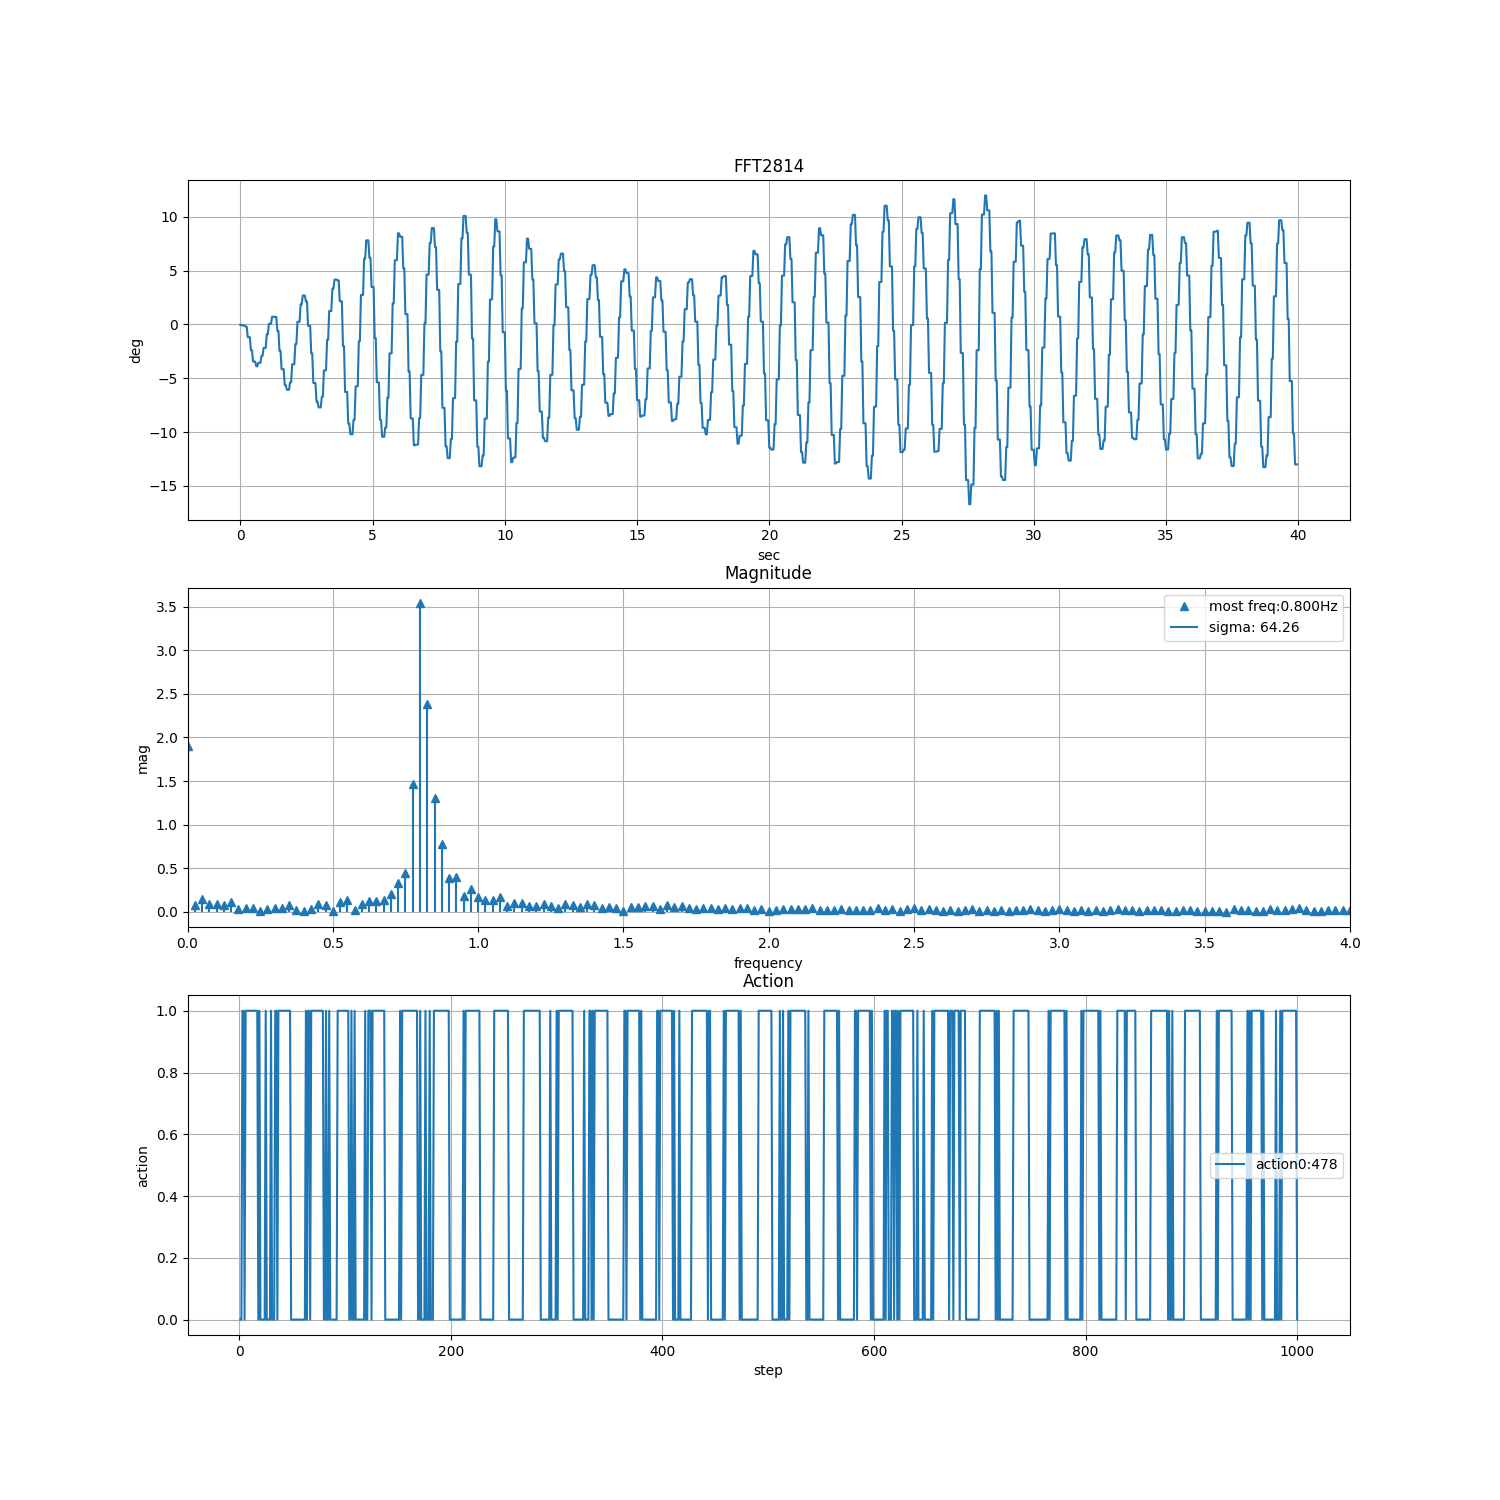 FFT2814
10
5
0
−5
−10
−15
deg
0 5 10 15 20 25 30 35 40
sec
Magnitude
3.5
3.0
2.5
2.0
1.5
1.0
0.5
0.0
mag
most freq:0.800Hz
sigma: 64.26
0.0 0.5 1.0 1.5 2.0 2.5 3.0 3.5 4.0
frequency
Action
1.0
0.8
0.6
0.4
0.2
0.0
action
action0:478
0 200 400 600 800 1000
step